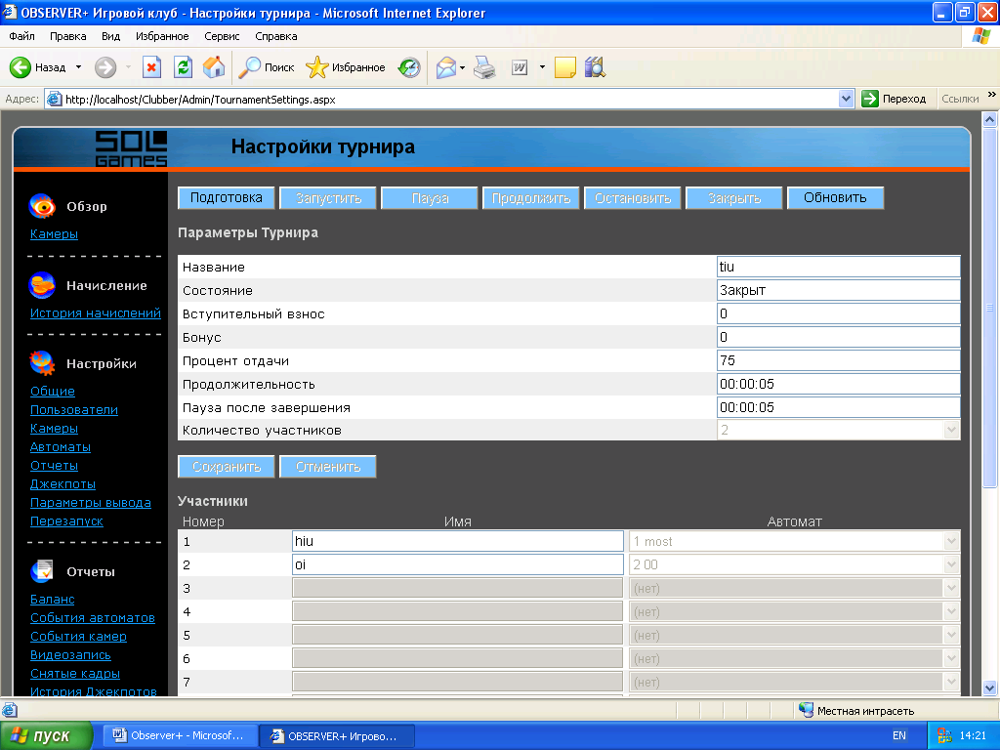 OBSERVER+ Игровой клуб - Настройки турнира - Microsoft Internet Explorer
Файл Правка Вид Избранное Сервис Справка
Назад Поиск Избранное
Адрес: http://localhost/Clubber/Admin/TournamentSettings.aspx Переход Ссылки »
SOL GAMES
Настройки турнира
Обзор
Камеры
Начисление
История начислений
Настройки
Общие
Пользователи
Камеры
Автоматы
Отчеты
Джекпоты
Параметры вывода
Перезапуск
Отчеты
Баланс
События автоматов
События камер
Видеозапись
Снятые кадры
История Джекпотов
Подготовка Запустить Пауза Продолжить Остановить Закрыть Обновить
Параметры Турнира
Название tiu
Состояние Закрыт
Вступительный взнос 0
Бонус 0
Процент отдачи 75
Продолжительность 00:00:05
Пауза после завершения 00:00:05
Количество участников 2
Сохранить Отменить
Участники
Номер Имя Автомат
1 hiu 1 most
2 oi 2 00
3 (нет)
4 (нет)
5 (нет)
6 (нет)
7 (нет)
Местная интрасеть
пуск Observer+ - Microsof... OBSERVER+ Игрово... EN 14:21